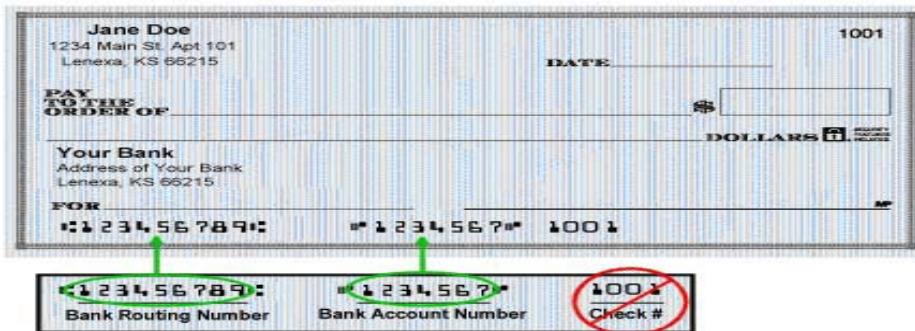 Jane Doe 1001
1234 Main St. Apt 101
Lenexa, KS 66215
DATE
PAY
TO THE
ORDER OF $
DOLLARS
Your Bank
Address of Your Bank
Lenexa, KS 66215
FOR MP
⑆123456789⑆ ⑈1234567⑈ 1001
⑆123456789⑆ ⑈1234567⑈ 1001
Bank Routing Number Bank Account Number Check #